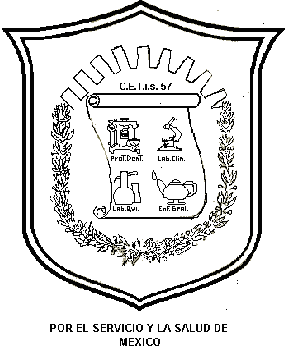 C.E.T.i.s. 57
Prot.Dent. Lab.Clin.
Lab.Qui. Enf.Gral.
POR EL SERVICIO Y LA SALUD DE
MEXICO